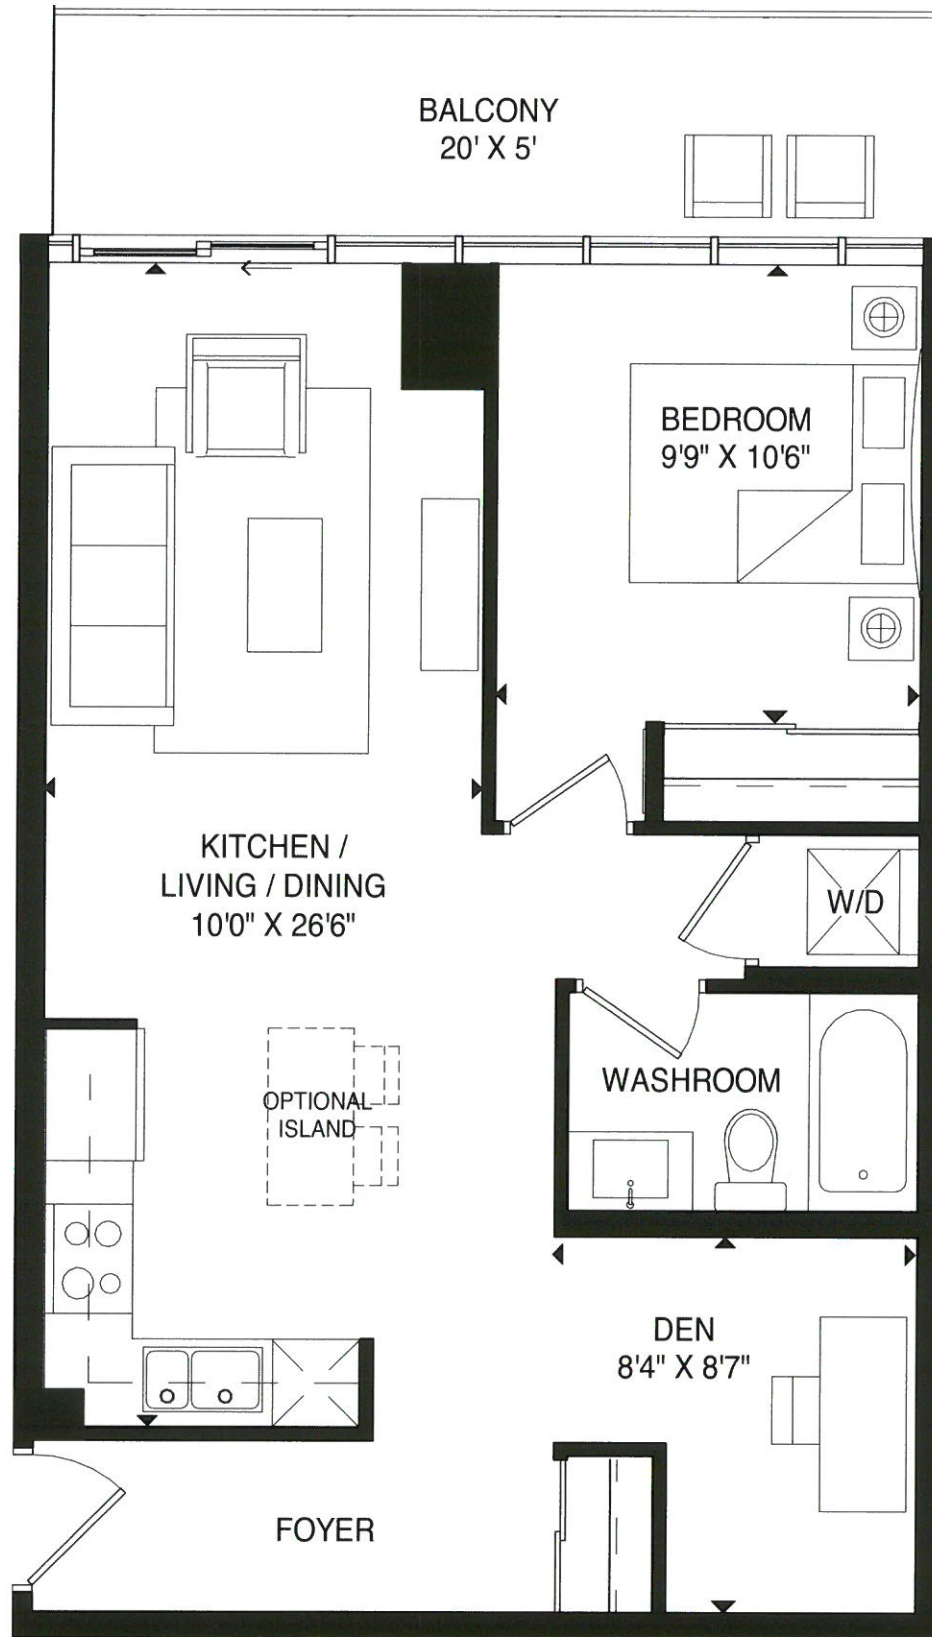 BALCONY
20' X 5'
BEDROOM
9'9" X 10'6"
KITCHEN /
LIVING / DINING
10'0" X 26'6"
W/D
OPTIONAL
ISLAND
WASHROOM
DEN
8'4" X 8'7"
FOYER